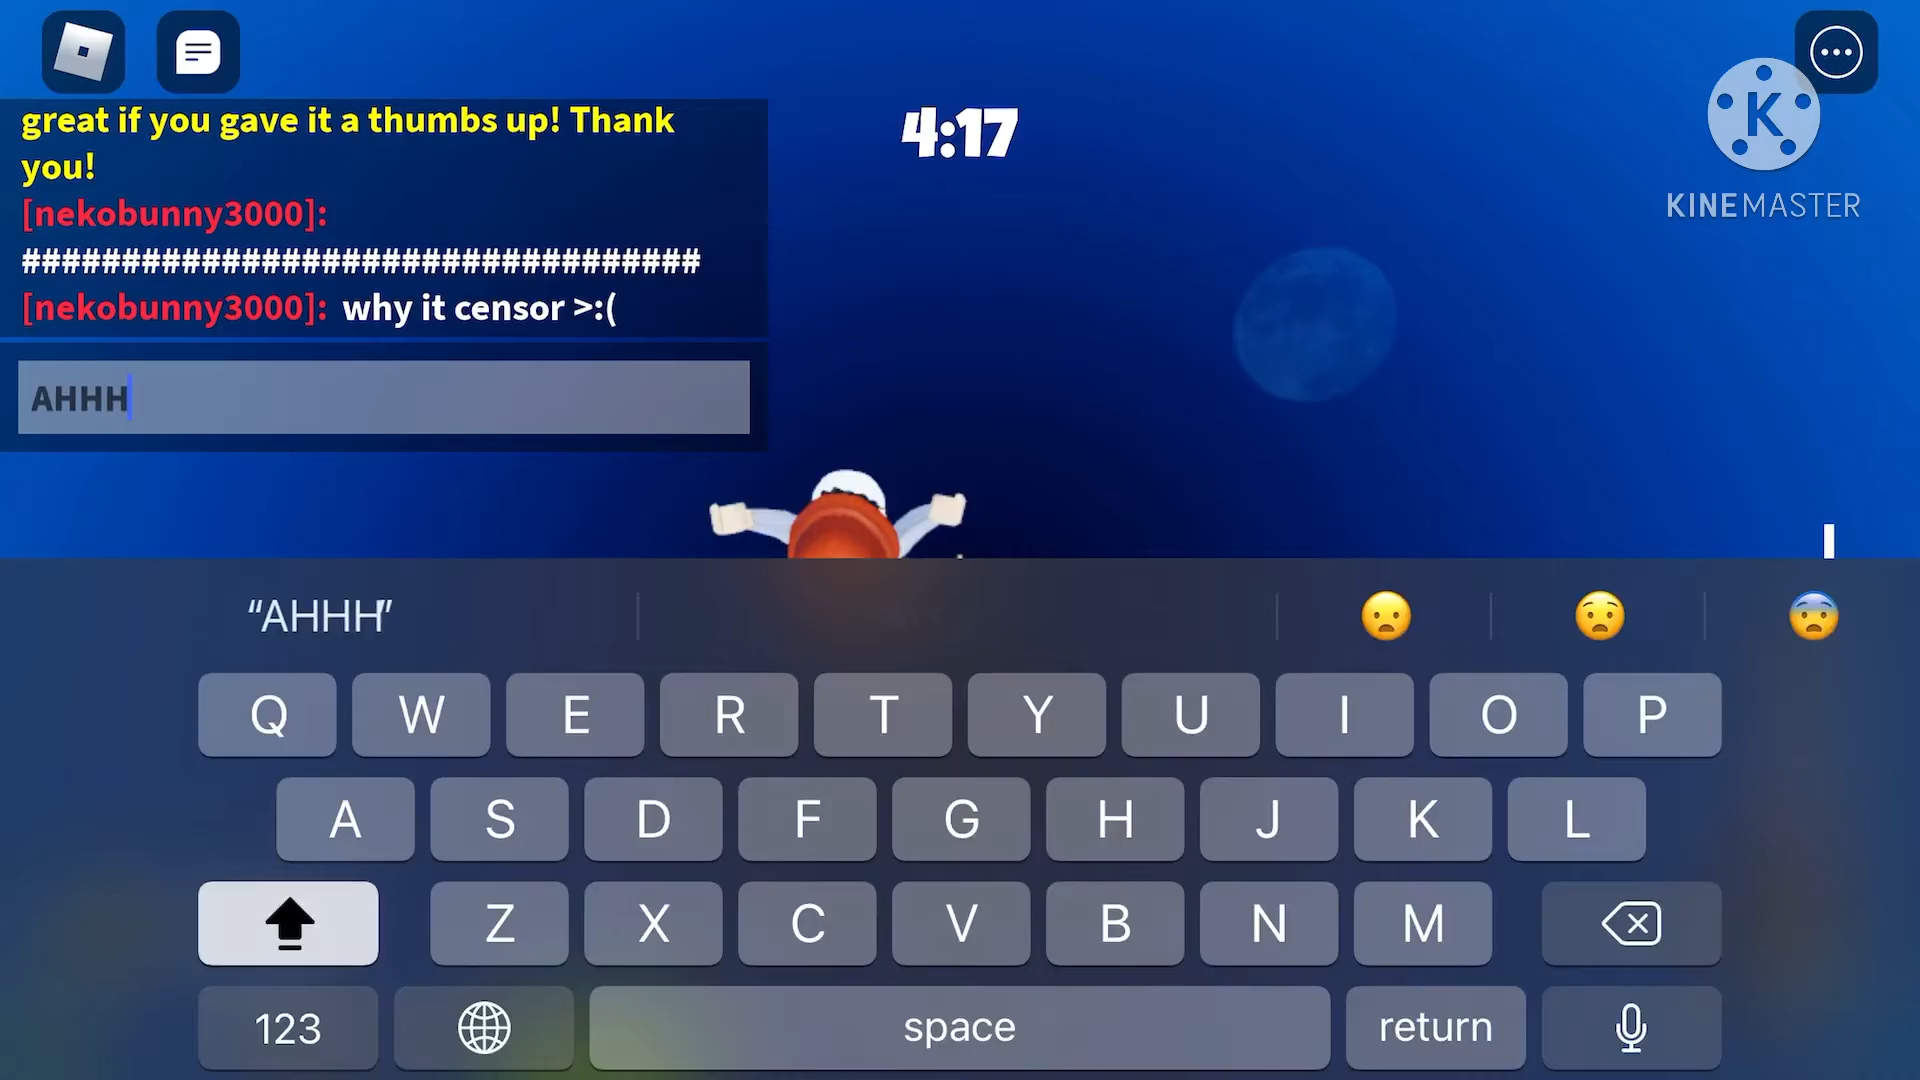 great if you gave it a thumbs up! Thank
you!
[nekobunny3000]:
##################################
[nekobunny3000]: why it censor >:(
4:17
K
KINEMASTER
AHHH
“AHHH”
Q W E R T Y U I O P
A S D F G H J K L
Z X C V B N M
123 space return